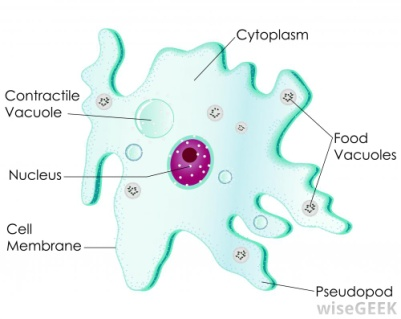 Cytoplasm
Contractile
Vacuole
Food
Vacuoles
Nucleus
Cell
Membrane
Pseudopod
wiseGEEK